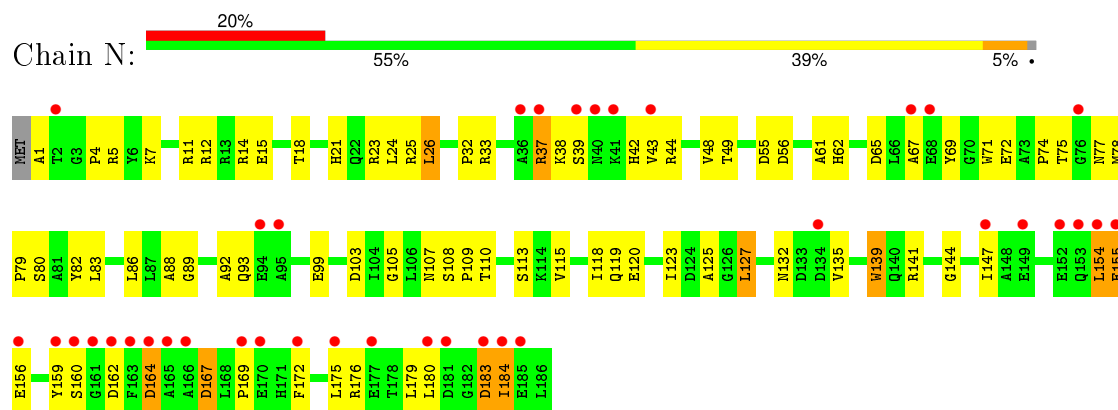 20%
Chain N:
55% 39% 5% •
MET A1 T2 G3 P4 R5 Y6 K7 R11 R12 R13 R14 E15 T18 H21 Q22 R23 L24 R25 L26 P32 R33 A36 R37 K38 S39 N40 K41 H42 V43 R44 V48 T49 D55 D56 A61 H62 D65 L66 A67 E68 Y69 G70 W71 E72 A73 P74 T75 G76 N77 M78
P79 S80 A81 Y82 L83 L86 L87 A88 G89 A92 Q93 E94 A95 E99 D103 I104 G105 L106 N107 S108 P109 T110 S113 K114 V115 I118 Q119 E120 I123 D124 A125 G126 L127 N132 D133 D134 V135 W139 Q140 R141 G144 I147 A148 E149 E152 Q153 L154
E156 Y159 S160 G161 D162 F163 D164 A165 A166 D167 L168 P169 E170 H171 F172 L175 R176 E177 T178 L179 L180 D181 G182 D183 I184 E185 L186